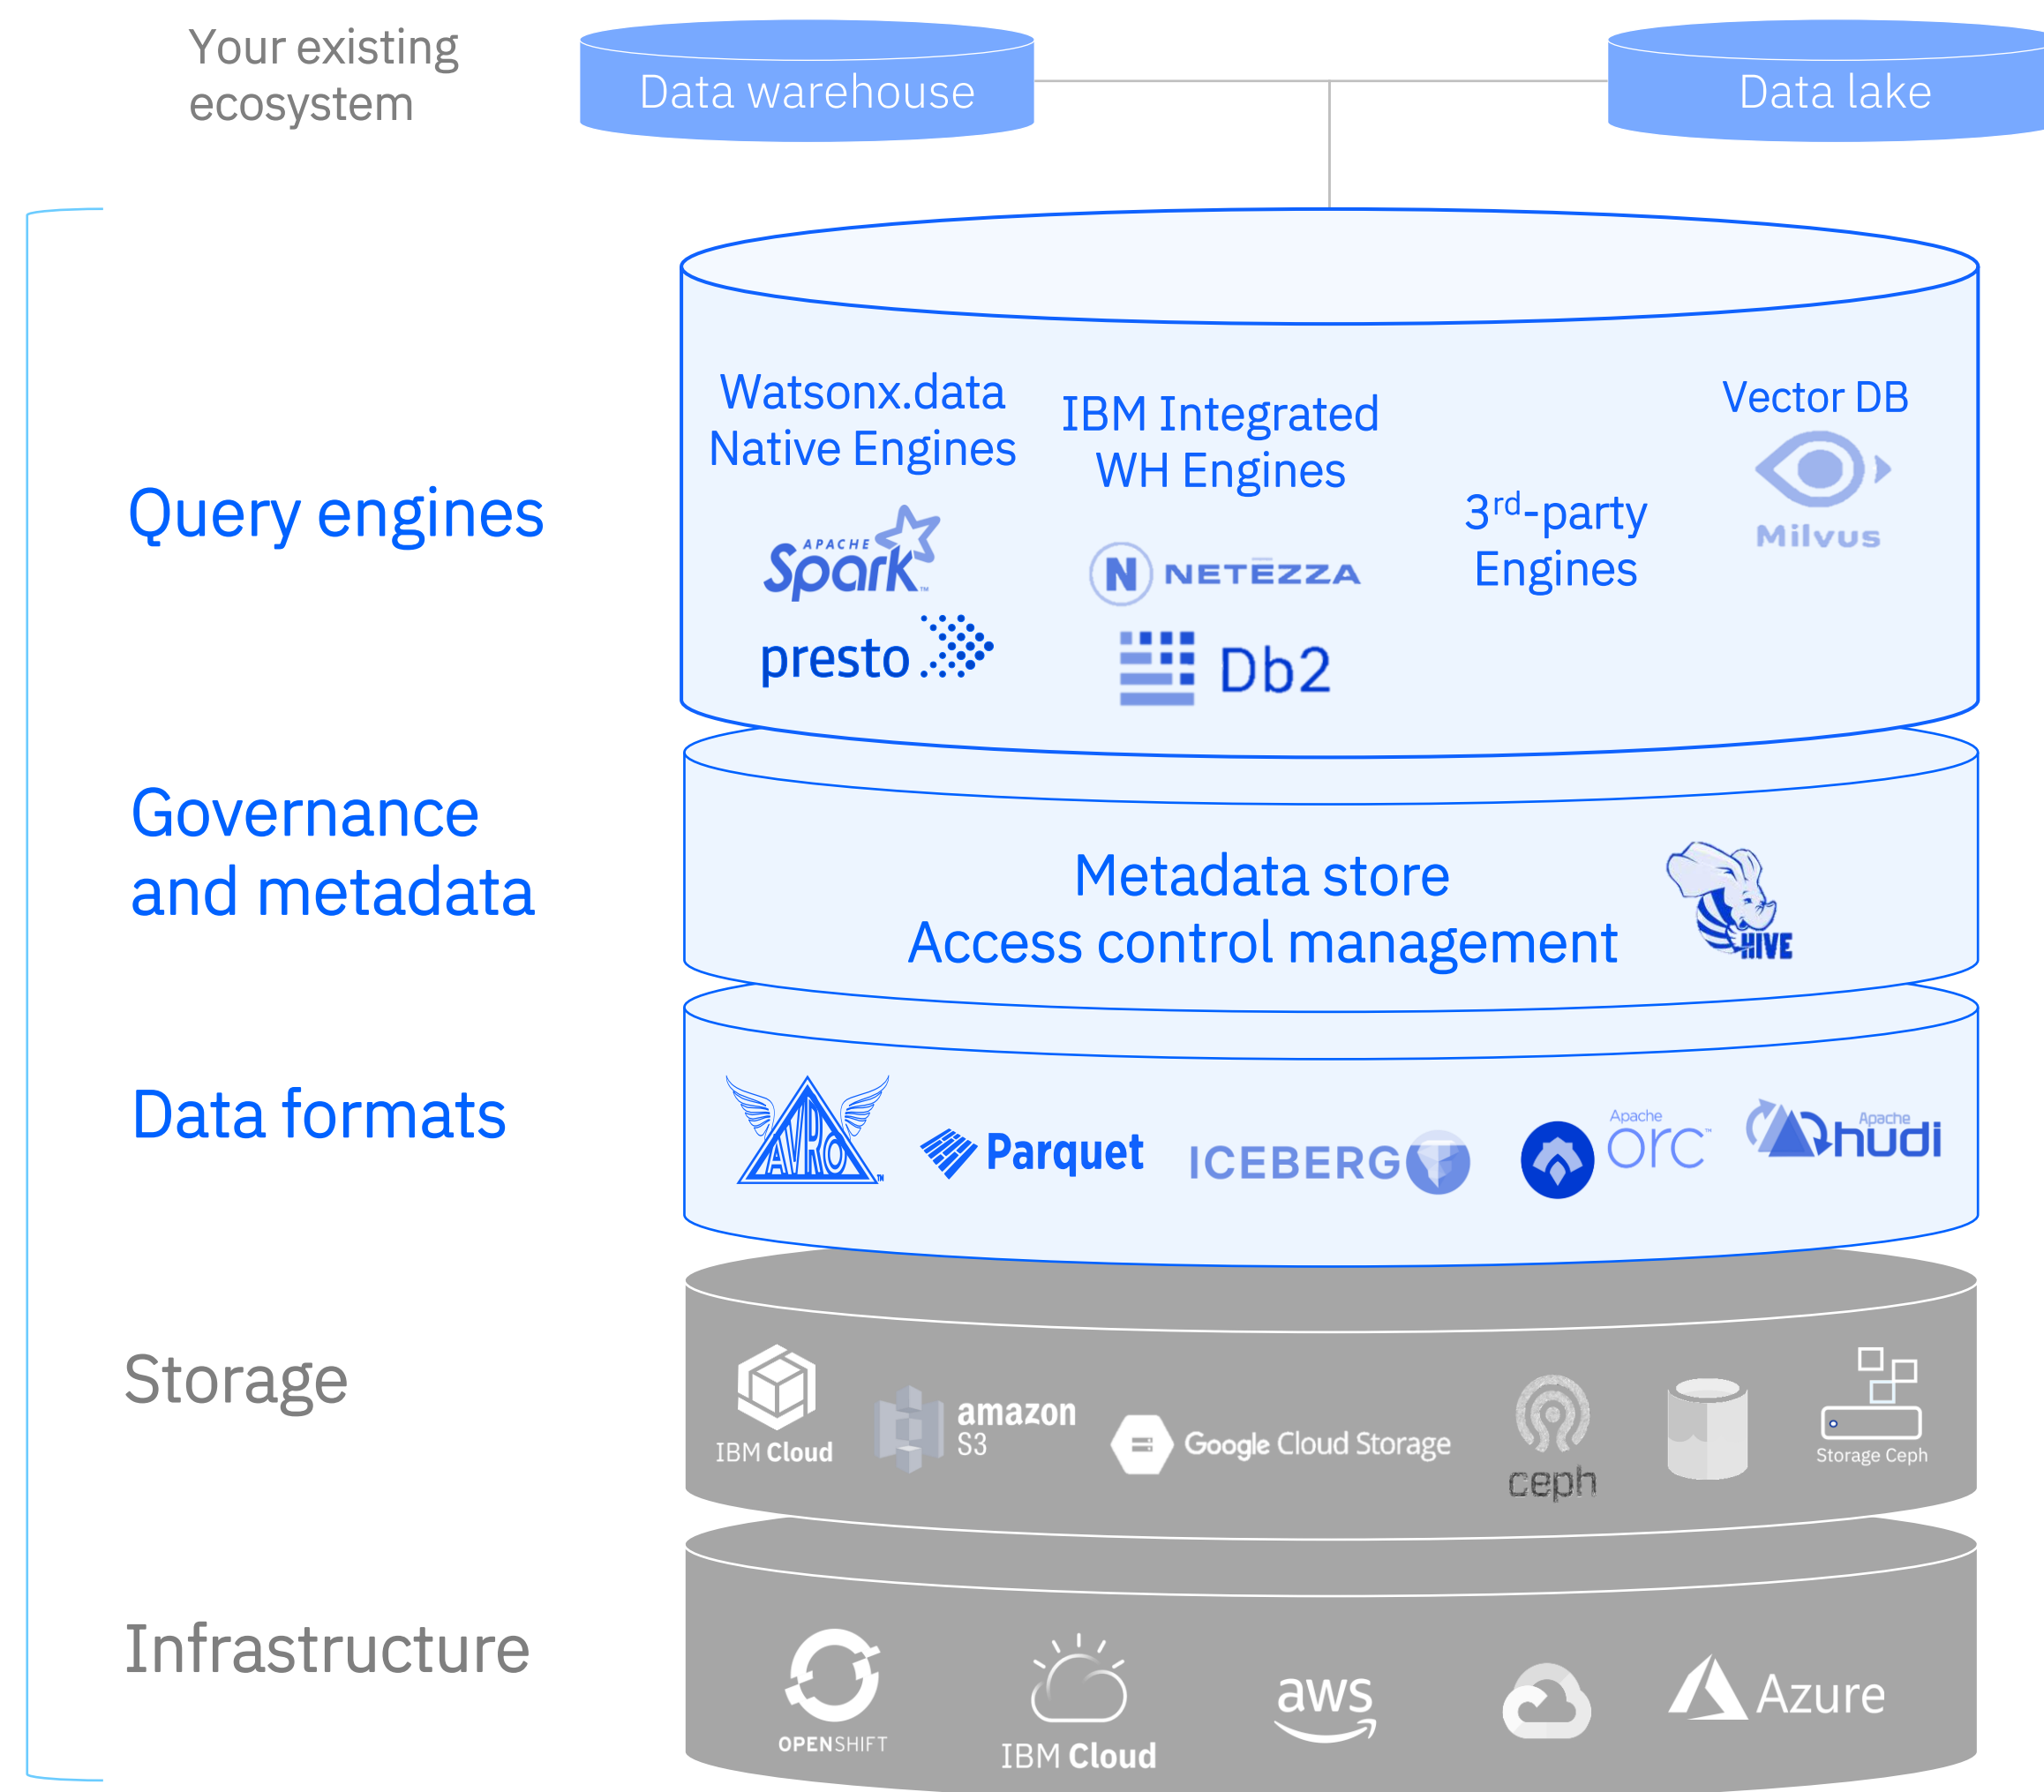 Your existing
ecosystem
Data warehouse
Data lake
Query engines
Watsonx.data
Native Engines
APACHE
Spark™
presto
IBM Integrated
WH Engines
N NETEZZA
Db2
3rd-party
Engines
Vector DB
Milvus
Governance
and metadata
Metadata store
Access control management
HIVE
Data formats
AVRO™
Parquet
ICEBERG
Apache
orc™
Apache
hudi
Storage
IBM Cloud
amazon
S3
Google Cloud Storage
ceph
Storage Ceph
Infrastructure
OPENSHIFT
IBM Cloud
aws
Azure